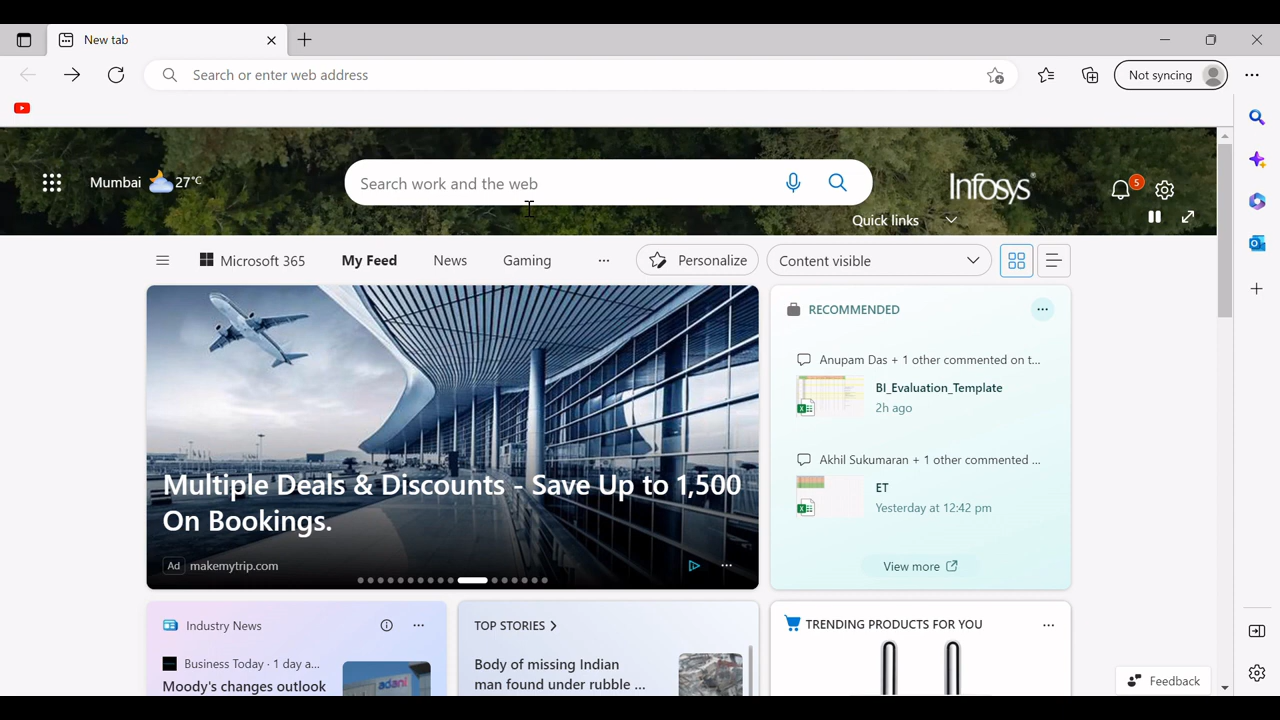 New tab
Search or enter web address
Not syncing
Mumbai 27°C
Search work and the web
Infosys
5
Quick links
Microsoft 365
My Feed
News
Gaming
Personalize
Content visible
Multiple Deals & Discounts - Save Up to 1,500
On Bookings.
Ad makemytrip.com
RECOMMENDED
Anupam Das + 1 other commented on t...
BI_Evaluation_Template
2h ago
Akhil Sukumaran + 1 other commented ...
ET
Yesterday at 12:42 pm
View more
Industry News
Business Today · 1 day a...
Moody's changes outlook
adani
TOP STORIES
Body of missing Indian
man found under rubble ...
TRENDING PRODUCTS FOR YOU
Feedback